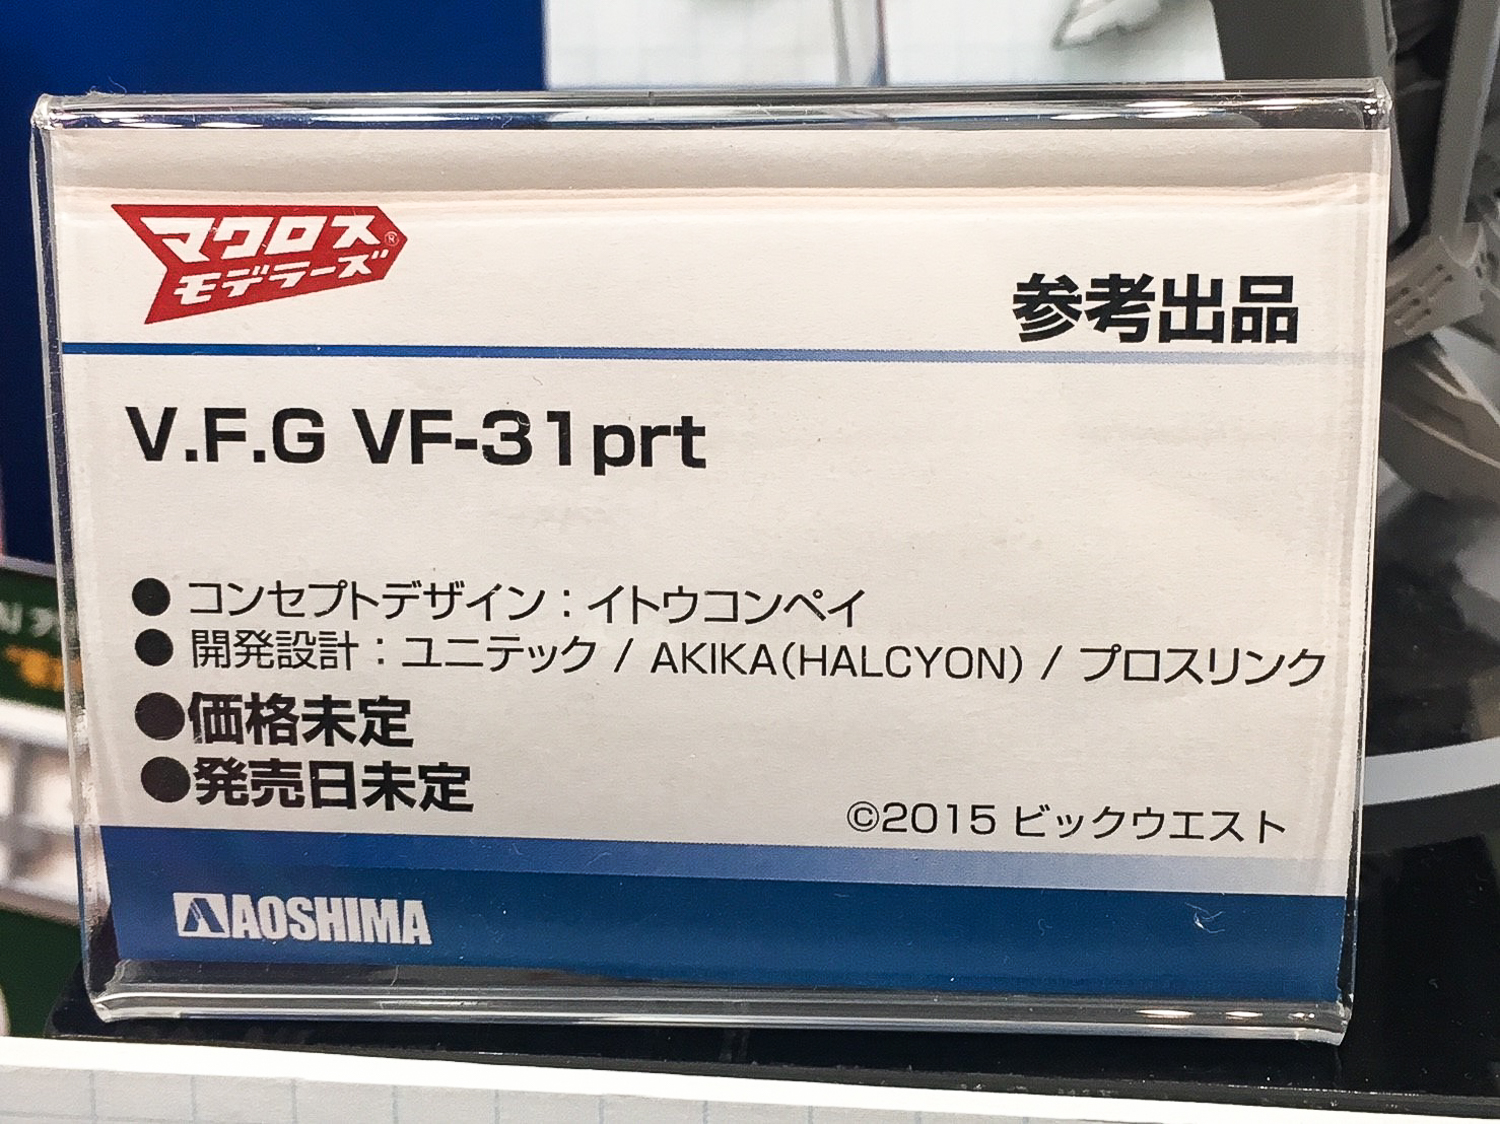 マクロス®
モデラーズ
参考出品
V.F.G VF-31prt
● コンセプトデザイン：イトウコンペイ
● 開発設計：ユニテック / AKIKA(HALCYON) / プロスリンク
●価格未定
●発売日未定
©2015 ビックウエスト
AOSHIMA